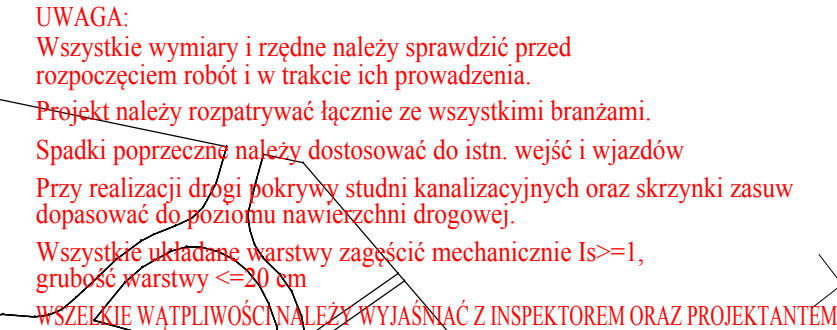 UWAGA:
Wszystkie wymiary i rzędne należy sprawdzić przed
rozpoczęciem robót i w trakcie ich prowadzenia.
Projekt należy rozpatrywać łącznie ze wszystkimi branżami.
Spadki poprzeczne należy dostosować do istn. wejść i wjazdów
Przy realizacji drogi pokrywy studni kanalizacyjnych oraz skrzynki zasuw
dopasować do poziomu nawierzchni drogowej.
Wszystkie układane warstwy zagęścić mechanicznie Is>=1,
grubość warstwy <=20 cm
WSZELKIE WĄTPLIWOŚCI NALEŻY WYJAŚNIAĆ Z INSPEKTOREM ORAZ PROJEKTANTEM